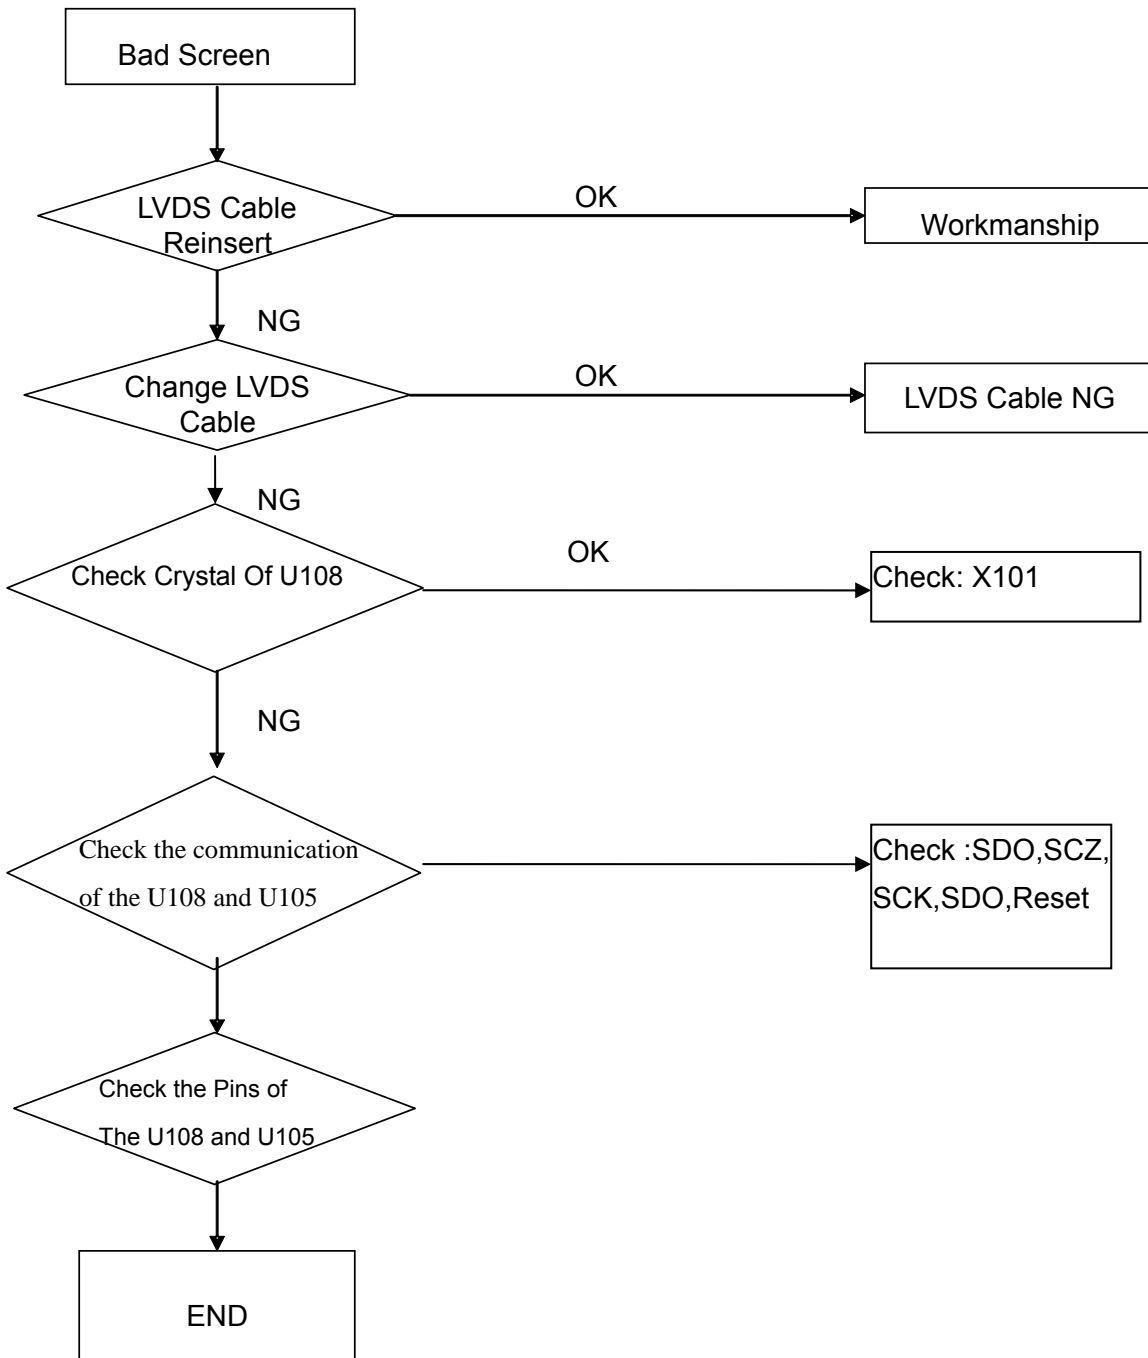 Bad Screen
LVDS Cable
Reinsert
OK
Workmanship
NG
Change LVDS
Cable
OK
LVDS Cable NG
NG
Check Crystal Of U108
OK
Check: X101
NG
Check the communication
of the U108 and U105
Check :SDO,SCZ,
SCK,SDO,Reset
Check the Pins of
The U108 and U105
END